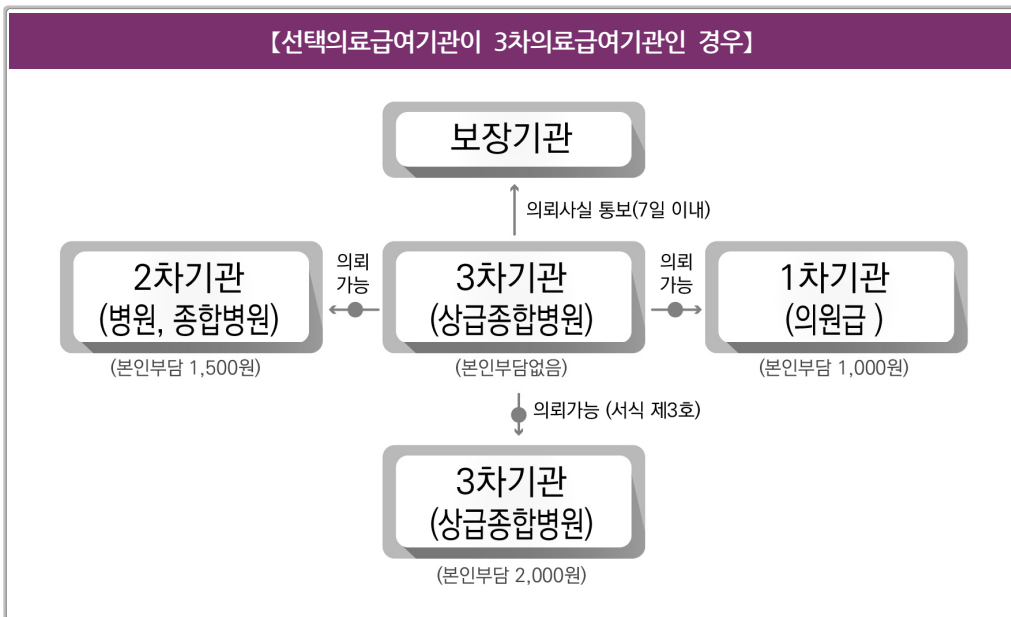 【선택의료급여기관이 3차의료급여기관인 경우】
보장기관
의뢰사실 통보(7일 이내)
2차기관
(병원, 종합병원)
(본인부담 1,500원)
의뢰
가능
3차기관
(상급종합병원)
(본인부담없음)
의뢰
가능
1차기관
(의원급 )
(본인부담 1,000원)
의뢰가능 (서식 제3호)
3차기관
(상급종합병원)
(본인부담 2,000원)